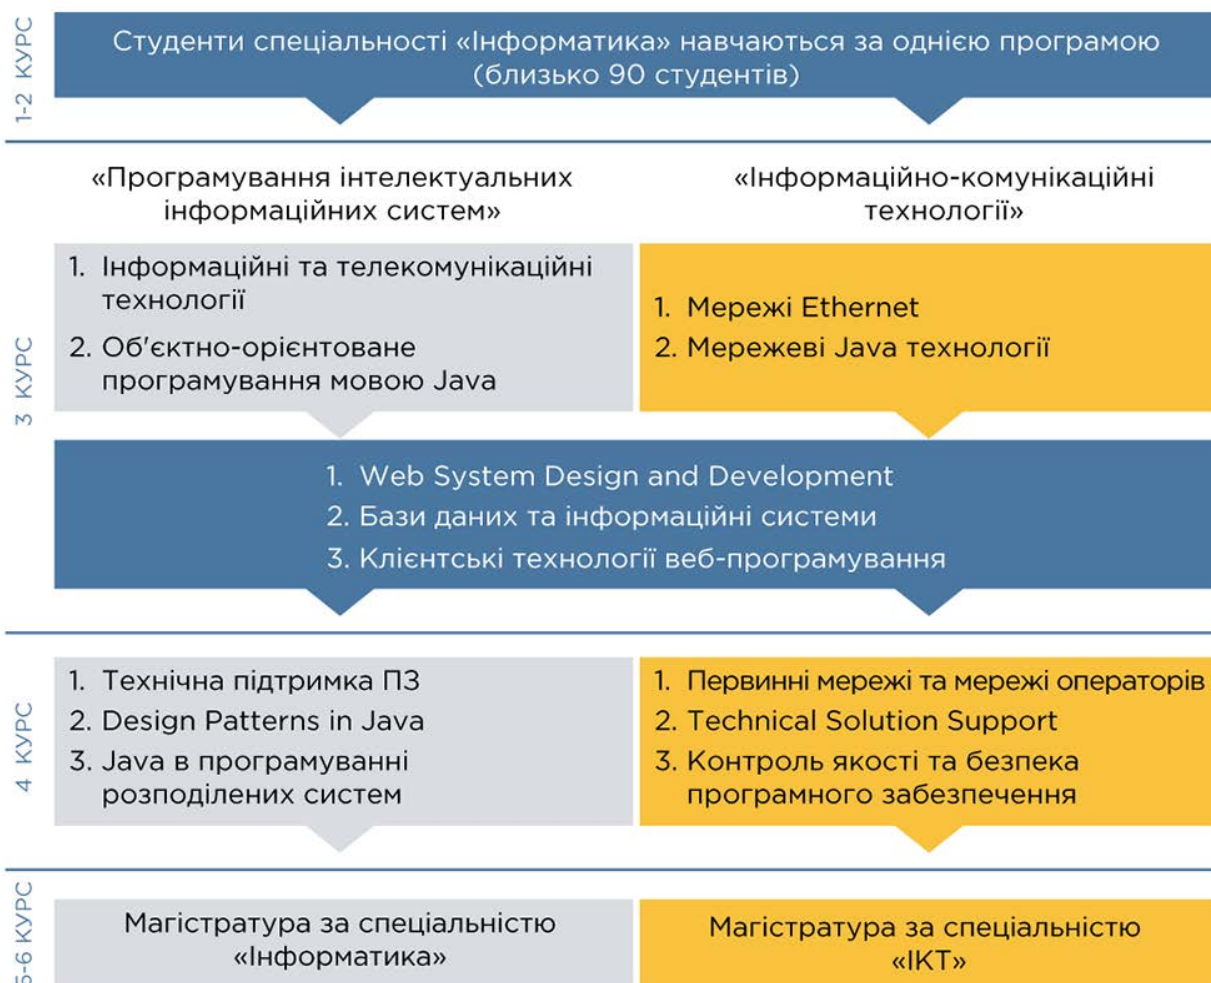 1-2 КУРС
Студенти спеціальності «Інформатика» навчаються за однією програмою
(близько 90 студентів)
3 КУРС
«Програмування інтелектуальних
інформаційних систем»
1. Інформаційні та телекомунікаційні
технології
2. Об'єктно-орієнтоване
програмування мовою Java
«Інформаційно-комунікаційні
технології»
1. Мережі Ethernet
2. Мережеві Java технології
1. Web System Design and Development
2. Бази даних та інформаційні системи
3. Клієнтські технології веб-програмування
4 КУРС
1. Технічна підтримка ПЗ
2. Design Patterns in Java
3. Java в програмуванні
розподілених систем
1. Первинні мережі та мережі операторів
2. Technical Solution Support
3. Контроль якості та безпека
програмного забезпечення
5-6 КУРС
Магістратура за спеціальністю
«Інформатика»
Магістратура за спеціальністю
«ІКТ»